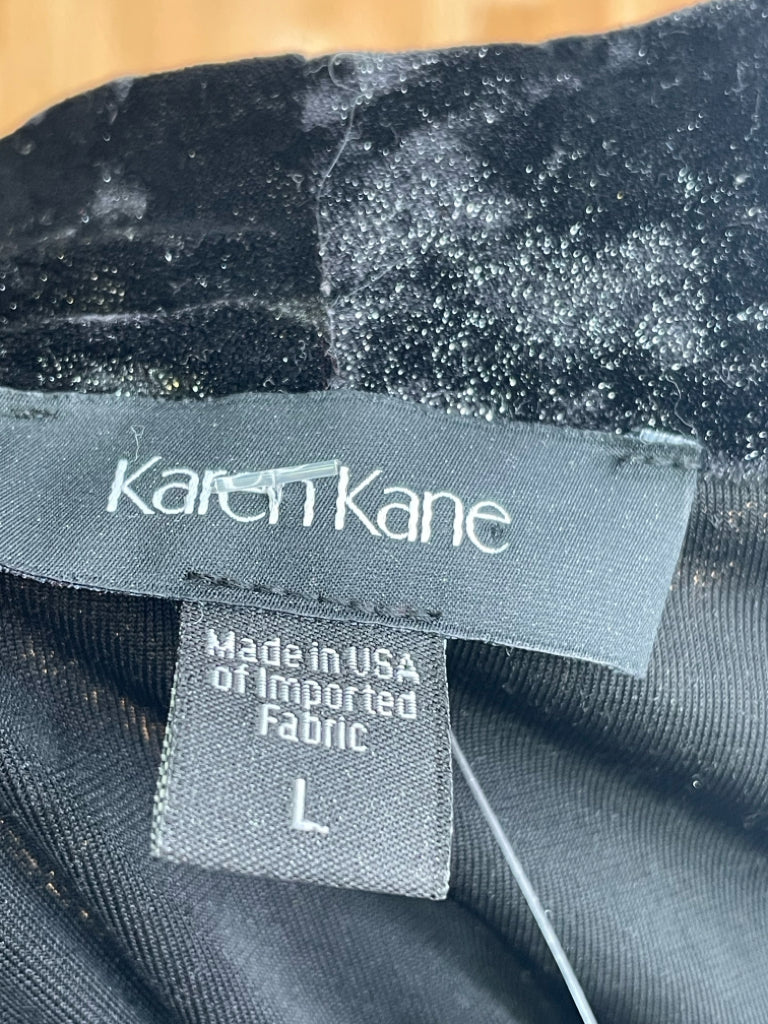 Karen Kane
Made in USA
of Imported
Fabric
L